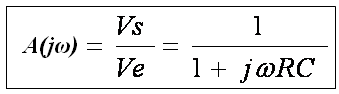 A(jω) = Vs / Ve = 1 / (1 + jωRC)